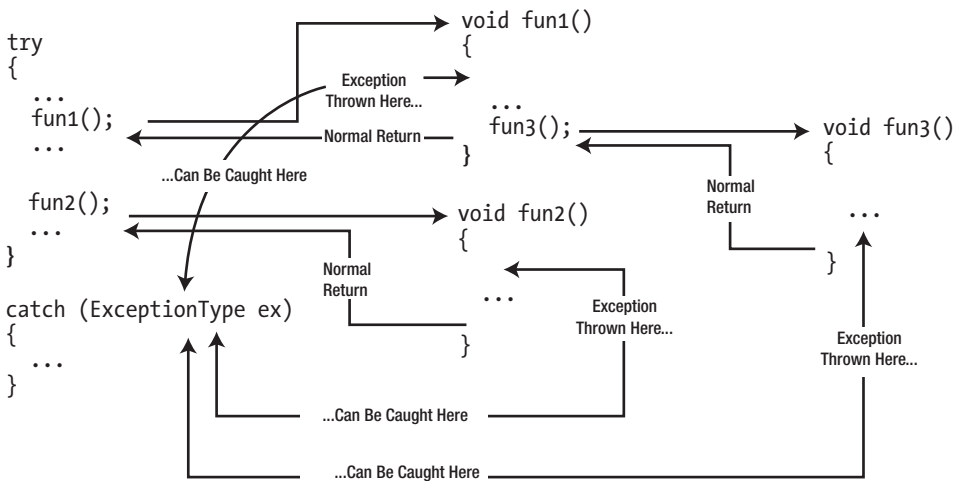 try
{
...
fun1();
...
fun2();
...
}
catch (ExceptionType ex)
{
...
}
void fun1()
{
Exception
Thrown Here...
...
fun3();
Normal Return
}
...Can Be Caught Here
void fun3()
{
Normal
Return
...
}
void fun2()
{
Normal
Return
...
Exception
Thrown Here...
}
Exception
Thrown Here...
...Can Be Caught Here
...Can Be Caught Here